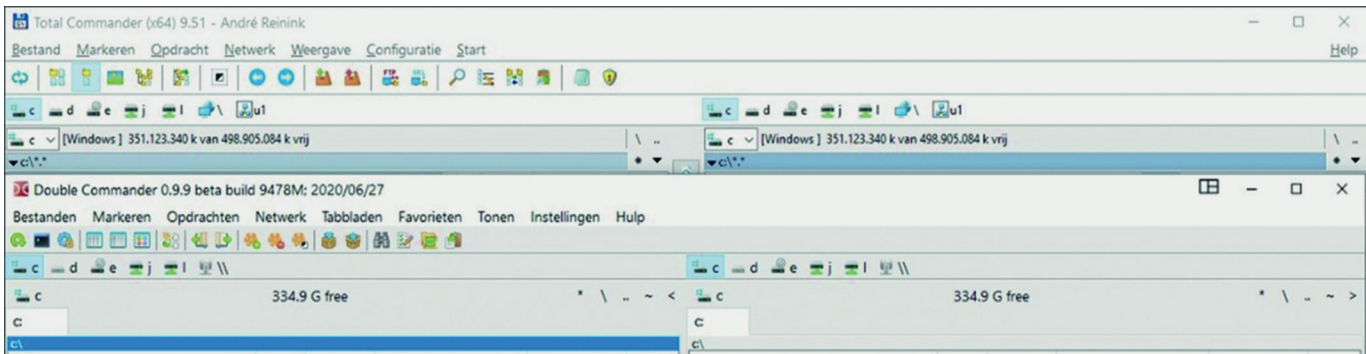 Total Commander (x64) 9.51 - André Reinink
Bestand Markeren Opdracht Netwerk Weergave Configuratie Start Help
c d e j l \ u1 c d e j l \ u1
c [Windows ] 351.123.340 k van 498.905.084 k vrij \ .. c [Windows ] 351.123.340 k van 498.905.084 k vrij \ ..
c:\*.* * c:\*.* *
Double Commander 0.9.9 beta build 9478M; 2020/06/27
Bestanden Markeren Opdrachten Netwerk Tabbladen Favorieten Tonen Instellingen Hulp
c d e j l \\ c d e j l \\
c 334.9 G free * \ .. ~ < c 334.9 G free * \ .. ~ >
C: C:
c:\ c:\